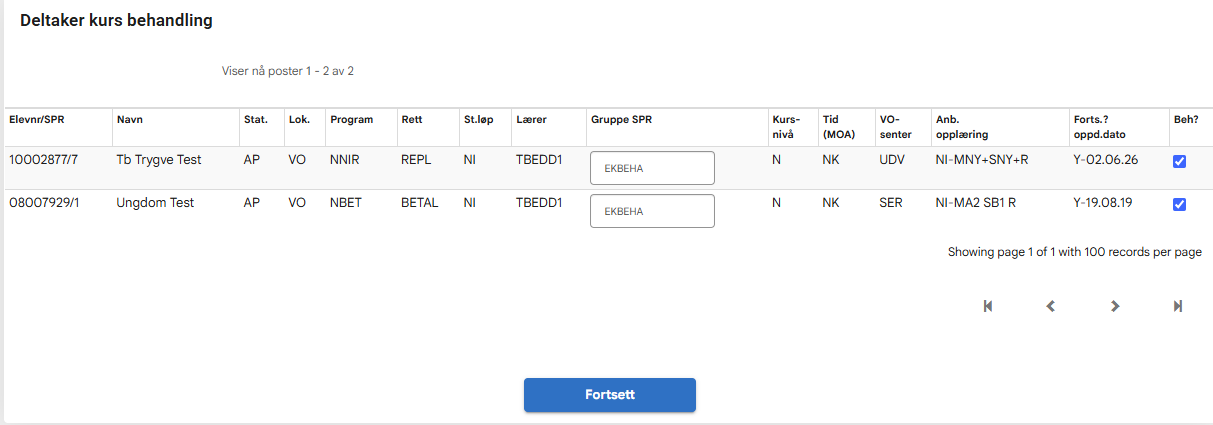 Deltaker kurs behandling
Viser nå poster 1 - 2 av 2
Elevnr/SPR Navn Stat. Lok. Program Rett St.løp Lærer Gruppe SPR Kurs- Tid VO- Anb. Forts.? Beh?
nivå (MOA) senter opplæring oppd.dato
10002877/7 Tb Trygve Test AP VO NNIR REPL NI TBEDD1 EKBEHA N NK UDV NI-MNY+SNY+R Y-02.06.26
08007929/1 Ungdom Test AP VO NBET BETAL NI TBEDD1 EKBEHA N NK SER NI-MA2 SB1 R Y-19.08.19
Showing page 1 of 1 with 100 records per page
Fortsett